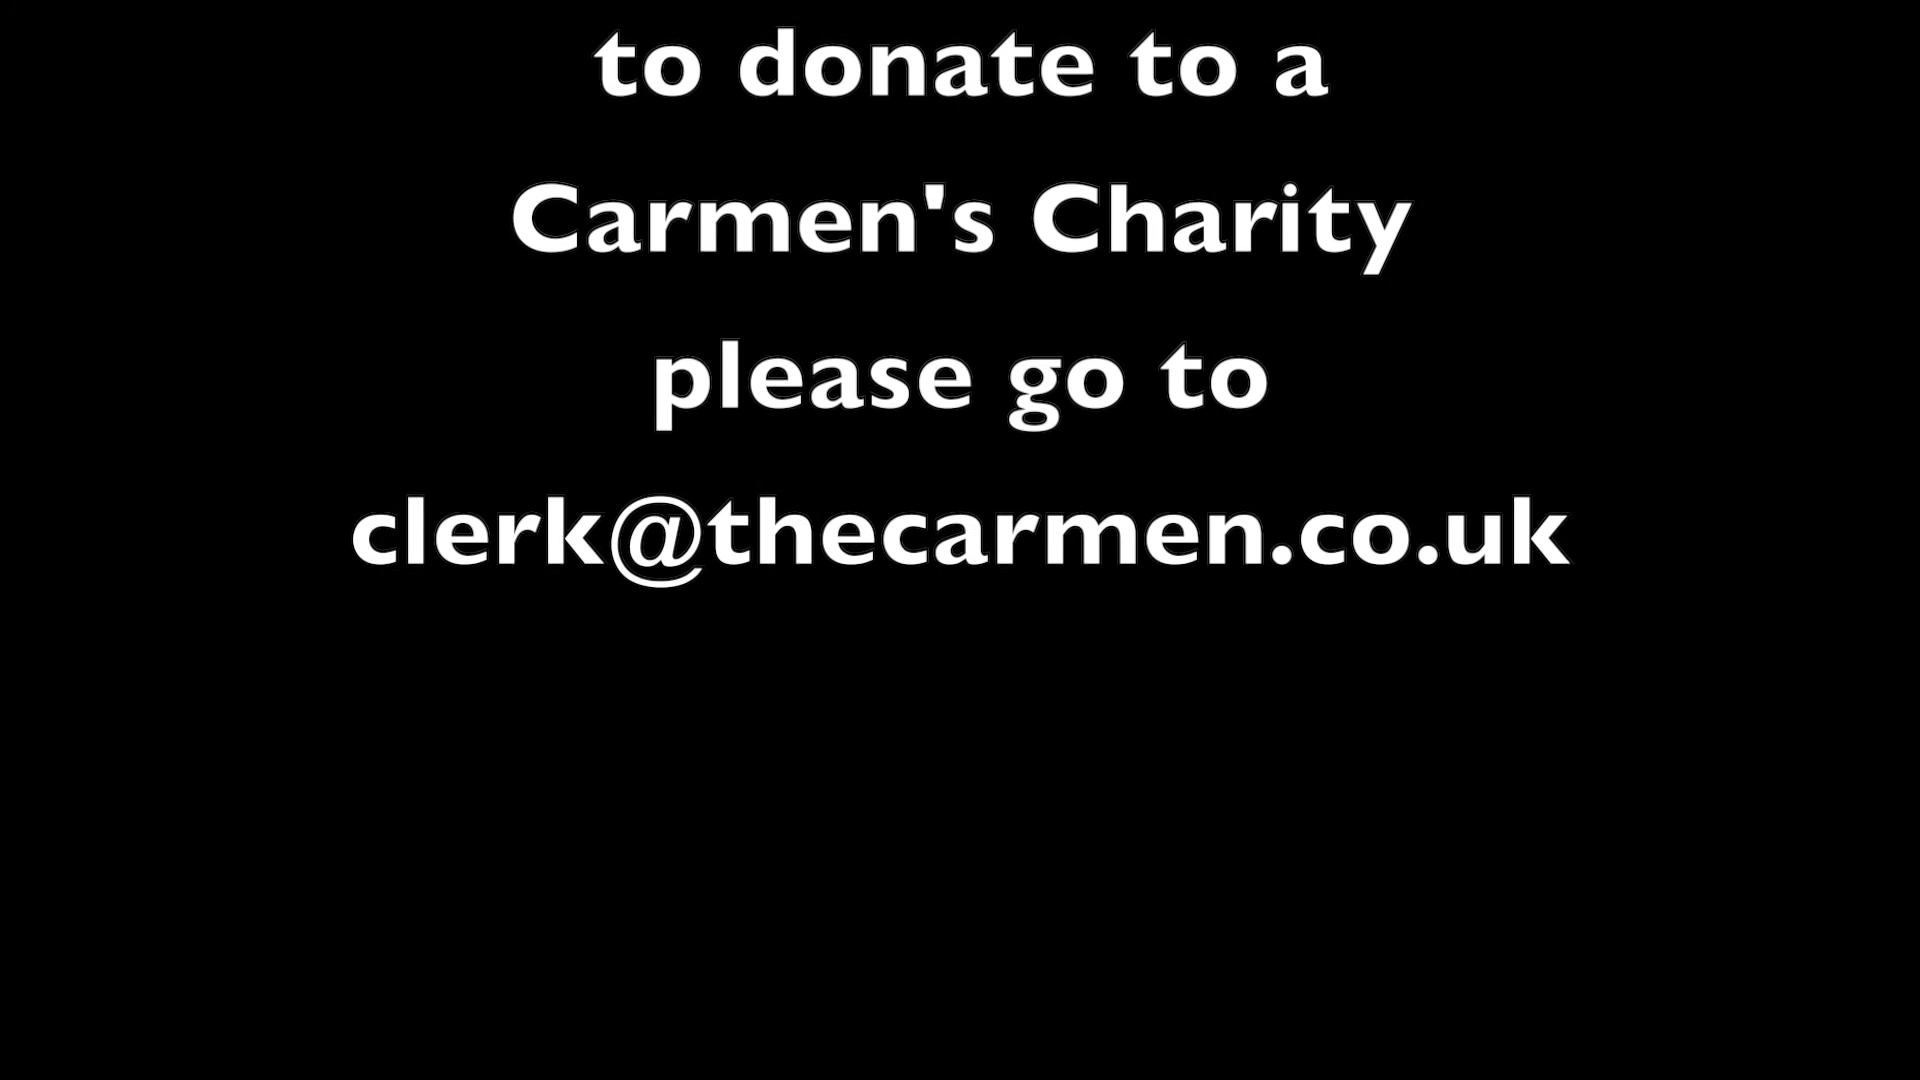 to donate to a
Carmen's Charity
please go to
clerk@thecarmen.co.uk